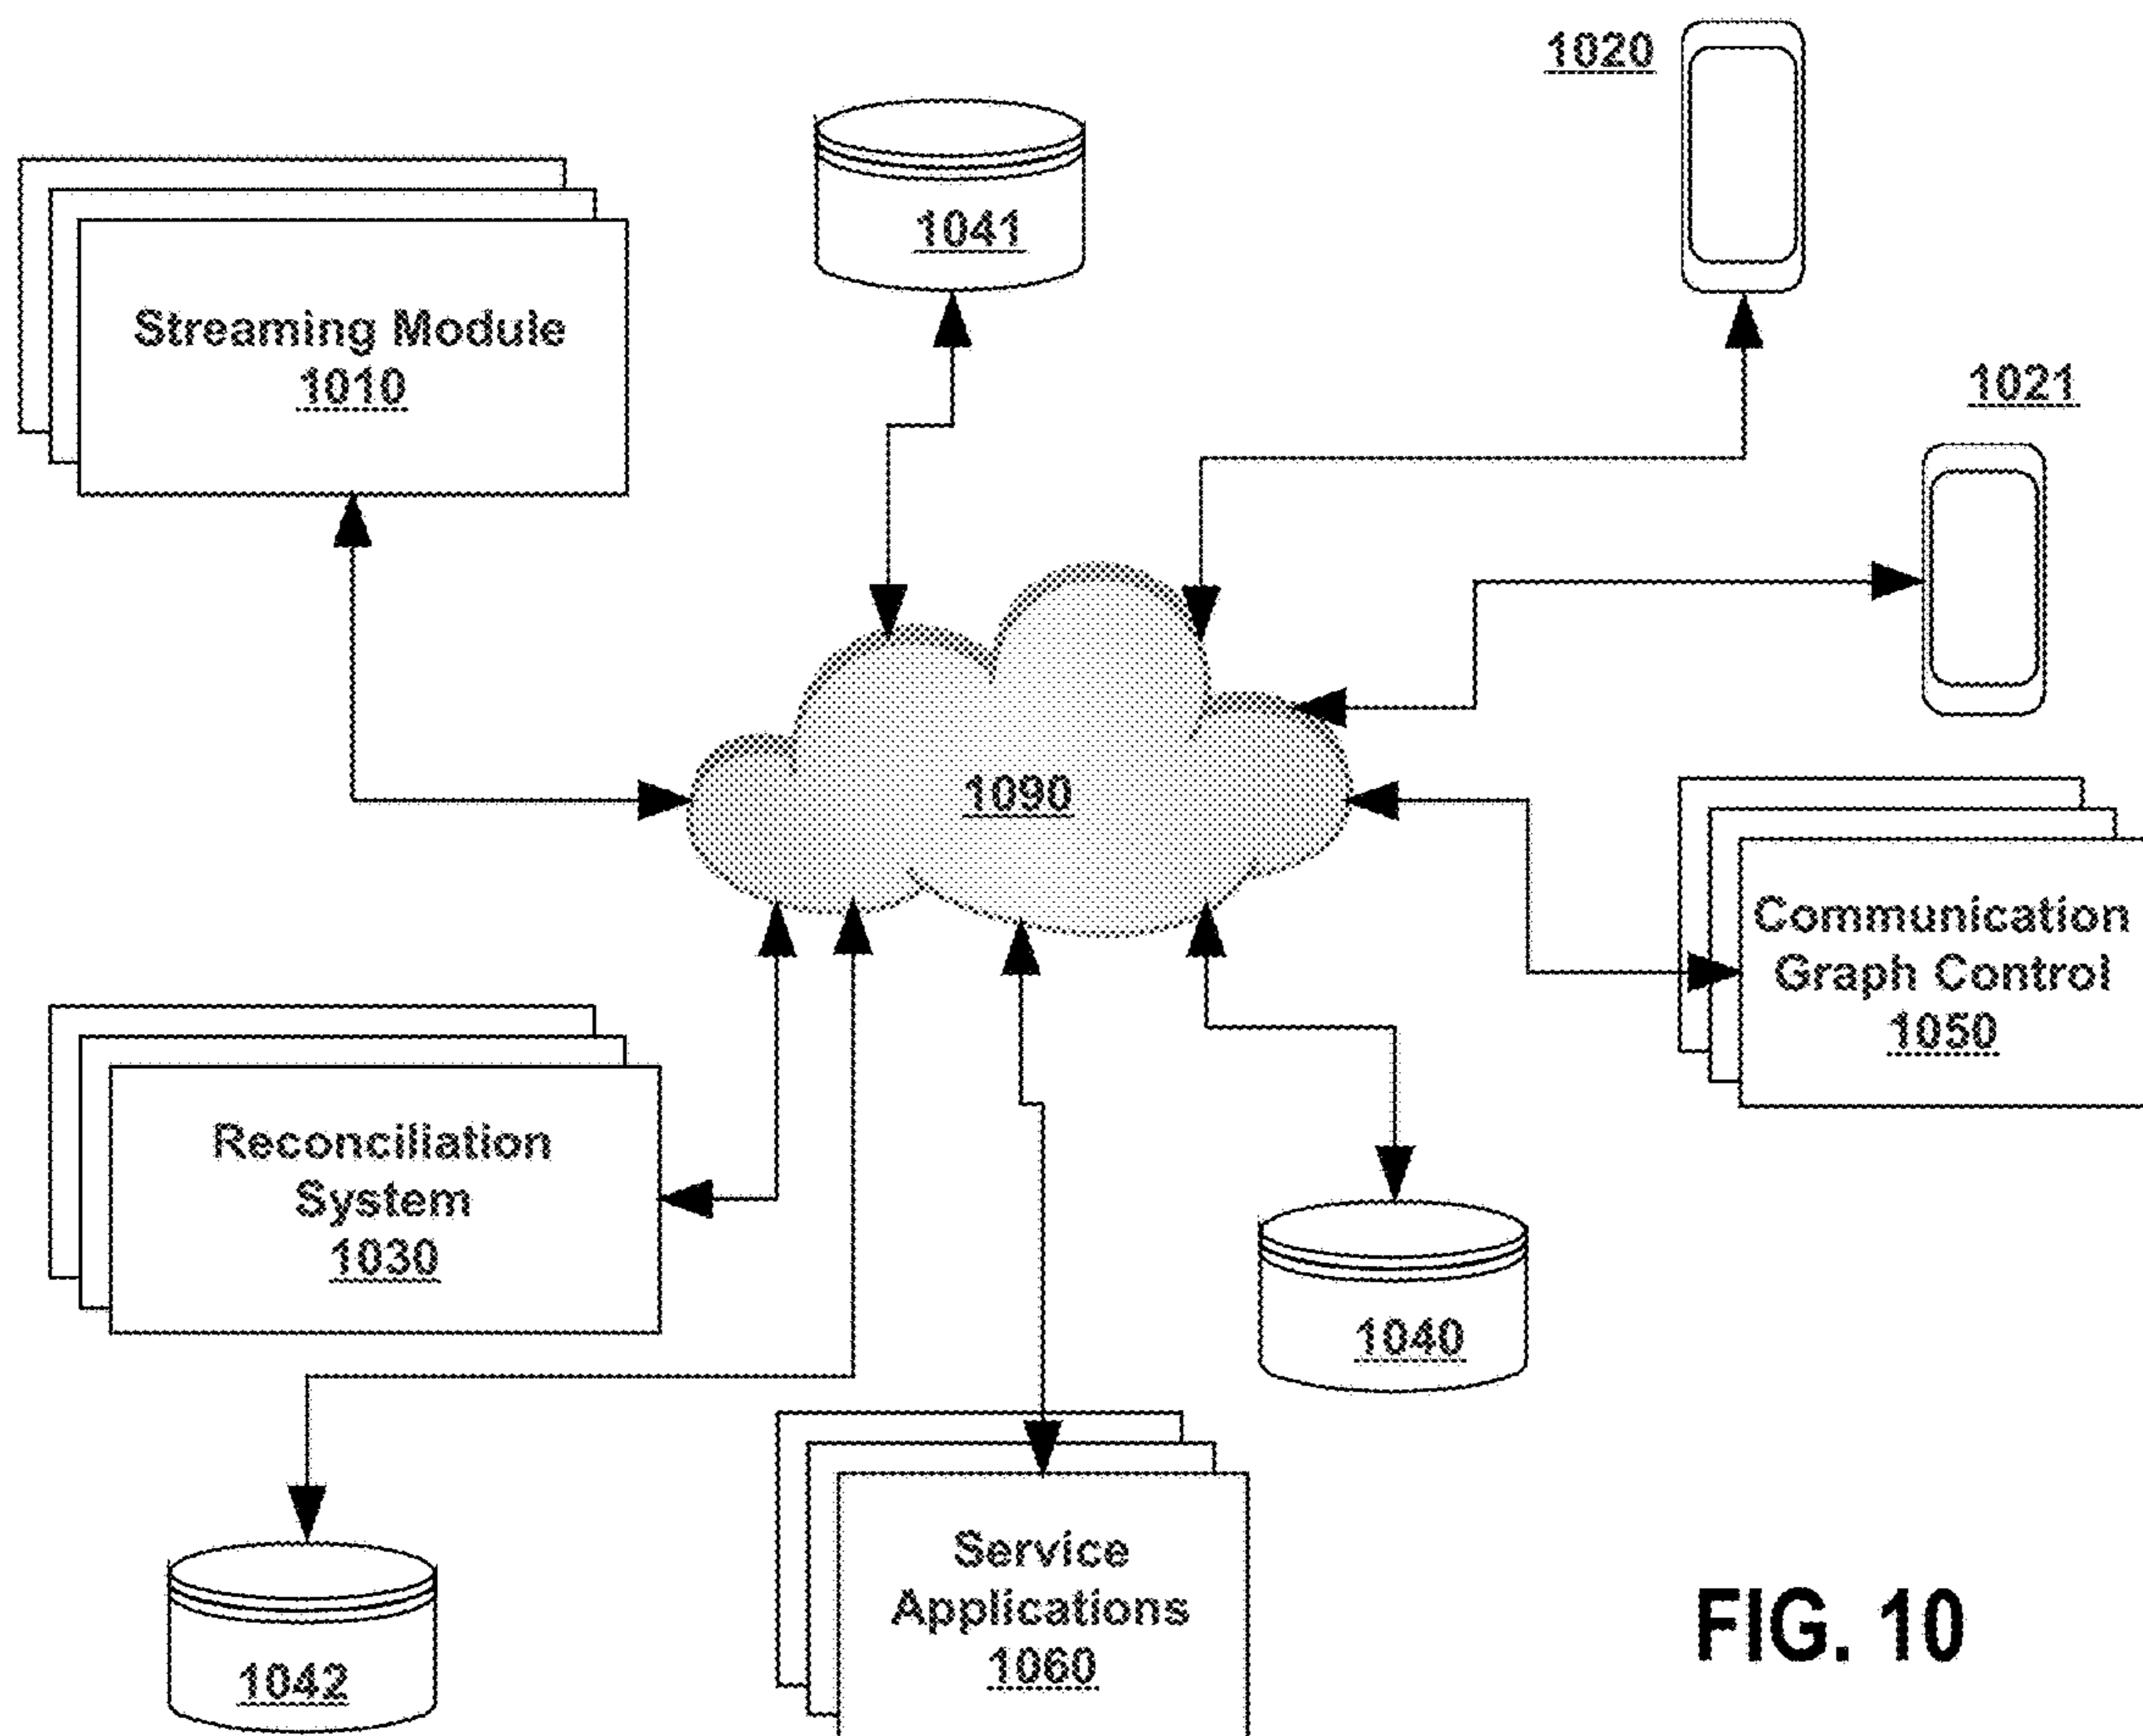 1020
1041
Streaming Module
1010
1021
1090
Communication
Graph Control
1050
Reconciliation
System
1030
1040
Service
Applications
1060
1042
FIG. 10